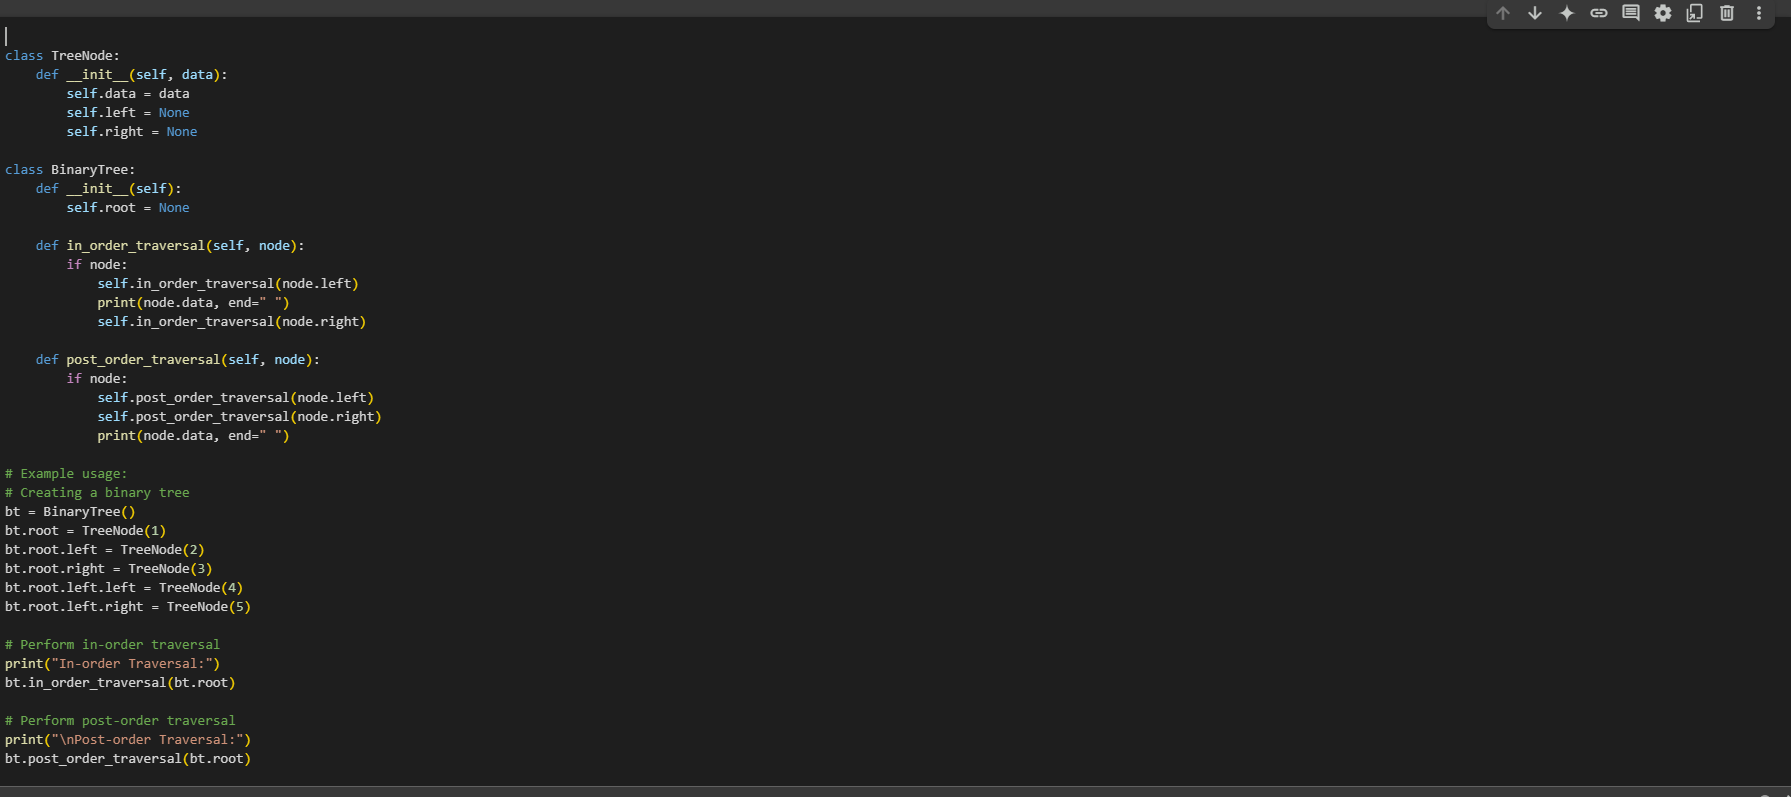 class TreeNode:
    def __init__(self, data):
        self.data = data
        self.left = None
        self.right = None

class BinaryTree:
    def __init__(self):
        self.root = None

    def in_order_traversal(self, node):
        if node:
            self.in_order_traversal(node.left)
            print(node.data, end=" ")
            self.in_order_traversal(node.right)

    def post_order_traversal(self, node):
        if node:
            self.post_order_traversal(node.left)
            self.post_order_traversal(node.right)
            print(node.data, end=" ")

# Example usage:
# Creating a binary tree
bt = BinaryTree()
bt.root = TreeNode(1)
bt.root.left = TreeNode(2)
bt.root.right = TreeNode(3)
bt.root.left.left = TreeNode(4)
bt.root.left.right = TreeNode(5)

# Perform in-order traversal
print("In-order Traversal:")
bt.in_order_traversal(bt.root)

# Perform post-order traversal
print("\nPost-order Traversal:")
bt.post_order_traversal(bt.root)